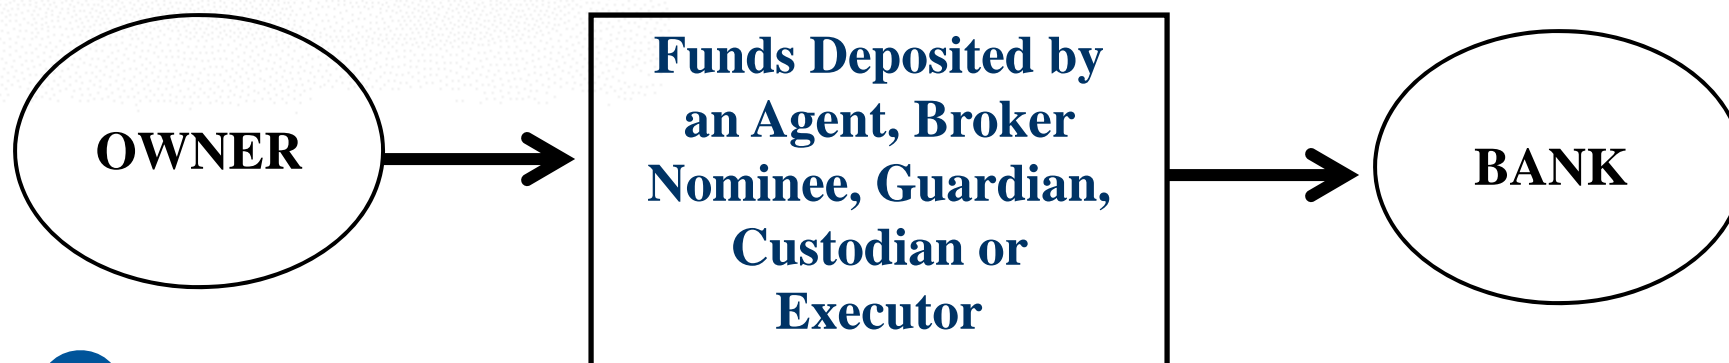 OWNER
Funds Deposited by
an Agent, Broker
Nominee, Guardian,
Custodian or
Executor
BANK